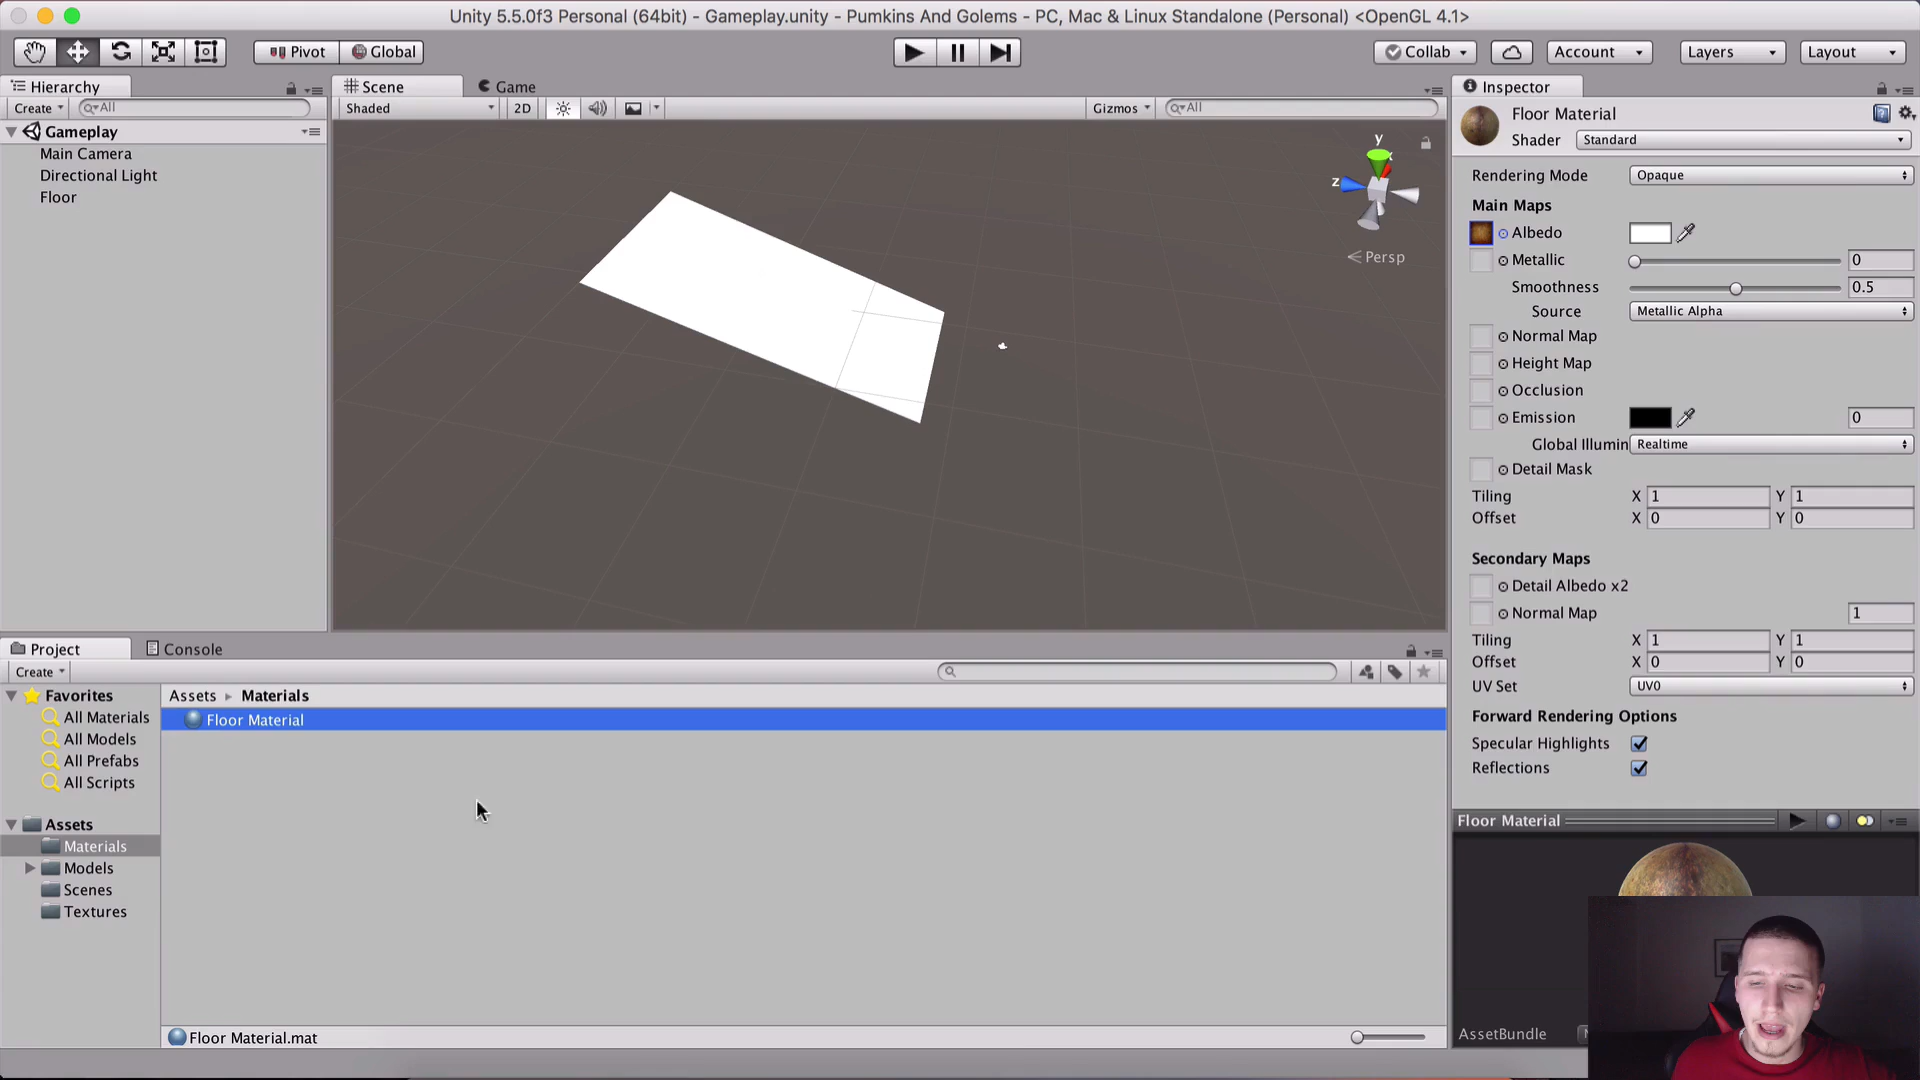 Unity 5.5.0f3 Personal (64bit) - Gameplay.unity - Pumkins And Golems - PC, Mac & Linux Standalone (Personal) <OpenGL 4.1>
Pivot Global Collab Account Layers Layout
Hierarchy
Create All
Gameplay
Main Camera
Directional Light
Floor
Scene Game
Shaded 2D Gizmos All
y
z
Persp
Inspector
Floor Material
Shader Standard
Rendering Mode Opaque
Main Maps
Albedo
Metallic 0
Smoothness 0.5
Source Metallic Alpha
Normal Map
Height Map
Occlusion
Emission 0
Global Illumin Realtime
Detail Mask
Tiling X 1 Y 1
Offset X 0 Y 0
Secondary Maps
Detail Albedo x2
Normal Map 1
Tiling X 1 Y 1
Offset X 0 Y 0
UV Set UV0
Forward Rendering Options
Specular Highlights
Reflections
Floor Material
AssetBundle
Project Console
Create
Favorites
All Materials
All Models
All Prefabs
All Scripts
Assets
Materials
Models
Scenes
Textures
Assets Materials
Floor Material
Floor Material.mat